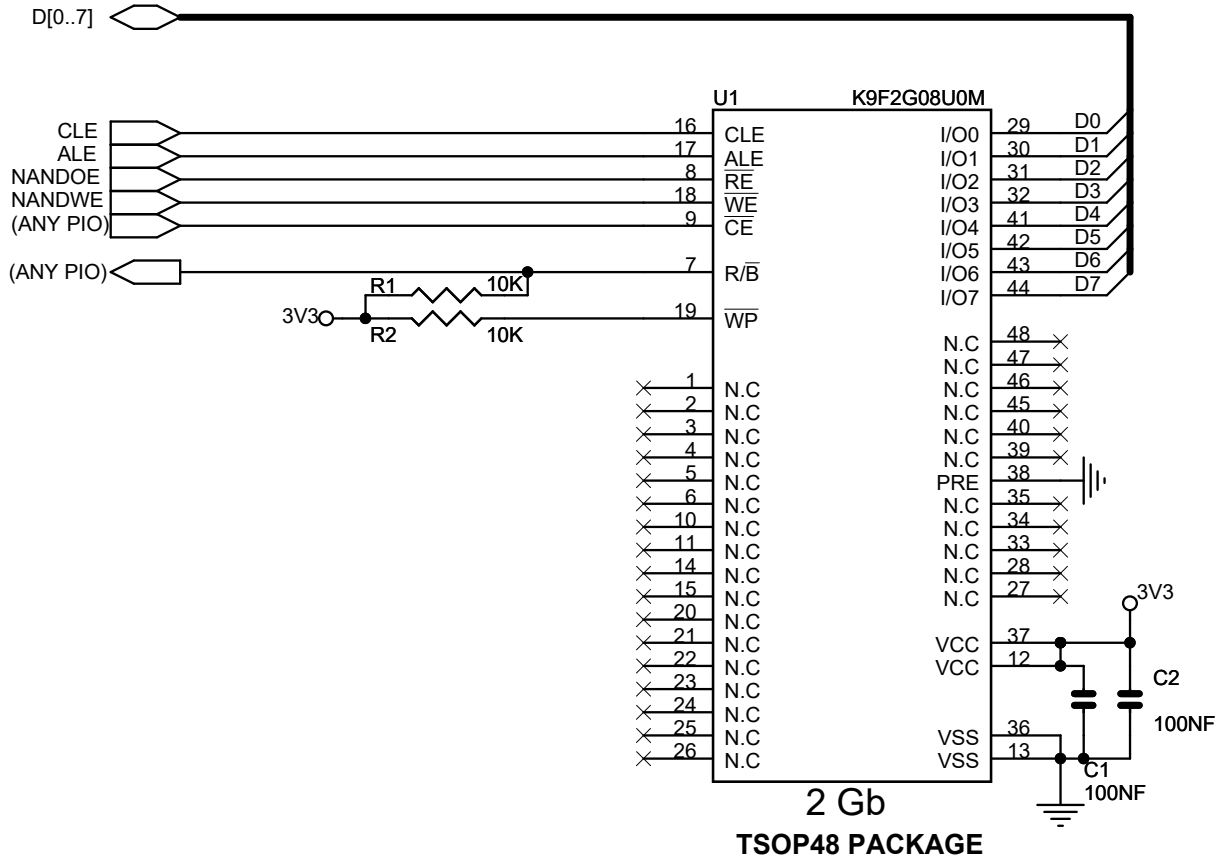 D[0..7]
U1 K9F2G08U0M
CLE 16 CLE I/O0 29 D0
ALE 17 ALE I/O1 30 D1
NANDOE 8 RE I/O2 31 D2
NANDWE 18 WE I/O3 32 D3
(ANY PIO) 9 CE I/O4 41 D4
I/O5 42 D5
(ANY PIO) 7 R/B I/O6 43 D6
R1 10K I/O7 44 D7
3V3 19 WP
R2 10K
N.C 48
N.C 47
1 N.C N.C 46
2 N.C N.C 45
3 N.C N.C 40
4 N.C N.C 39
5 N.C PRE 38
6 N.C N.C 35
10 N.C N.C 34
11 N.C N.C 33
14 N.C N.C 28
15 N.C N.C 27
3V3
20 N.C
21 N.C VCC 37
22 N.C VCC 12
23 N.C C2
24 N.C 100NF
25 N.C VSS 36
26 N.C VSS 13
C1
100NF
2 Gb
TSOP48 PACKAGE